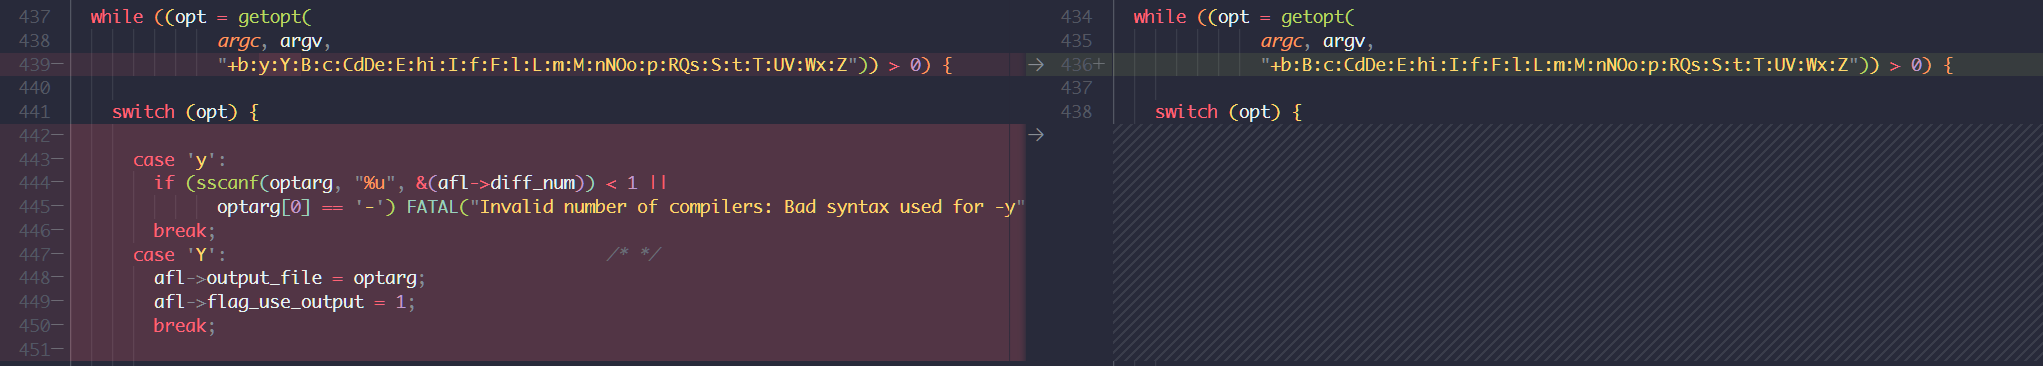 437 while ((opt = getopt(
438 argc, argv,
439− "+b:y:Y:B:c:CdDe:E:hi:I:f:F:l:L:m:M:nNOo:p:RQs:S:t:T:UV:Wx:Z")) > 0) {
440
441 switch (opt) {
442−
443− case 'y':
444− if (sscanf(optarg, "%u", &(afl->diff_num)) < 1 ||
445− optarg[0] == '-') FATAL("Invalid number of compilers: Bad syntax used for -y"
446− break;
447− case 'Y': /* */
448− afl->output_file = optarg;
449− afl->flag_use_output = 1;
450− break;
451−
434 while ((opt = getopt(
435 argc, argv,
436+ "+b:B:c:CdDe:E:hi:I:f:F:l:L:m:M:nNOo:p:RQs:S:t:T:UV:Wx:Z")) > 0) {
437
438 switch (opt) {